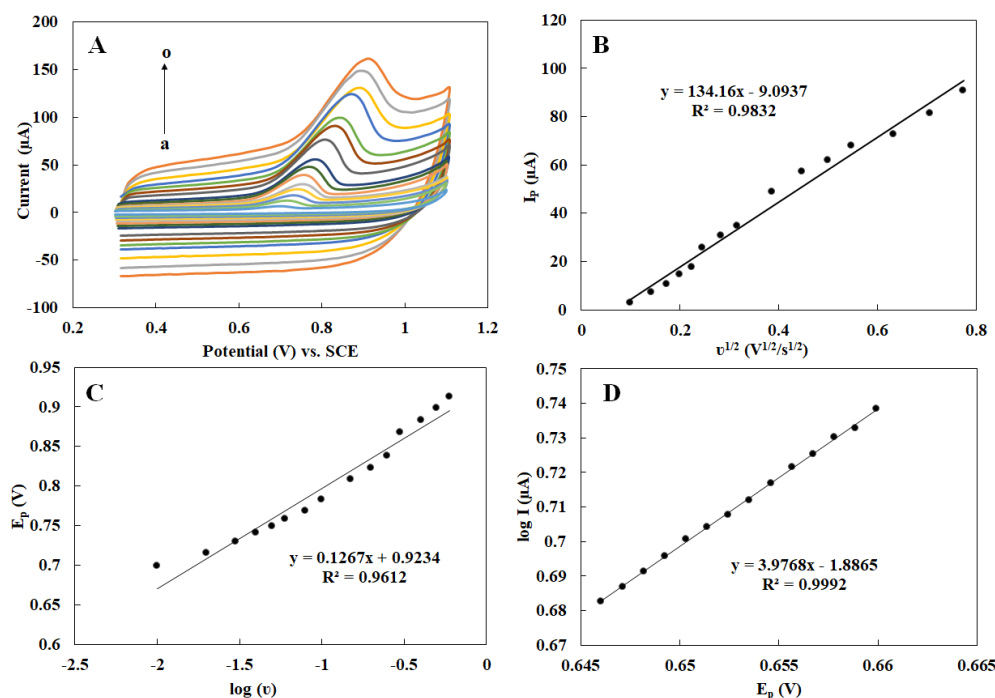 A
o
a
200
150
100
50
0
-50
-100
Current (µA)
0.2
0.4
0.6
0.8
1
1.2
Potential (V) vs. SCE
B
y = 134.16x - 9.0937
R² = 0.9832
120
100
80
60
40
20
0
Ip (µA)
0
0.2
0.4
0.6
0.8
υ1/2 (V1/2/s1/2)
C
0.95
0.9
0.85
0.8
0.75
0.7
0.65
0.6
Ep (V)
y = 0.1267x + 0.9234
R² = 0.9612
-2.5
-2
-1.5
-1
-0.5
0
log (υ)
D
0.75
0.74
0.73
0.72
0.71
0.7
0.69
0.68
0.67
log I (µA)
y = 3.9768x - 1.8865
R² = 0.9992
0.645
0.65
0.655
0.66
0.665
Ep (V)